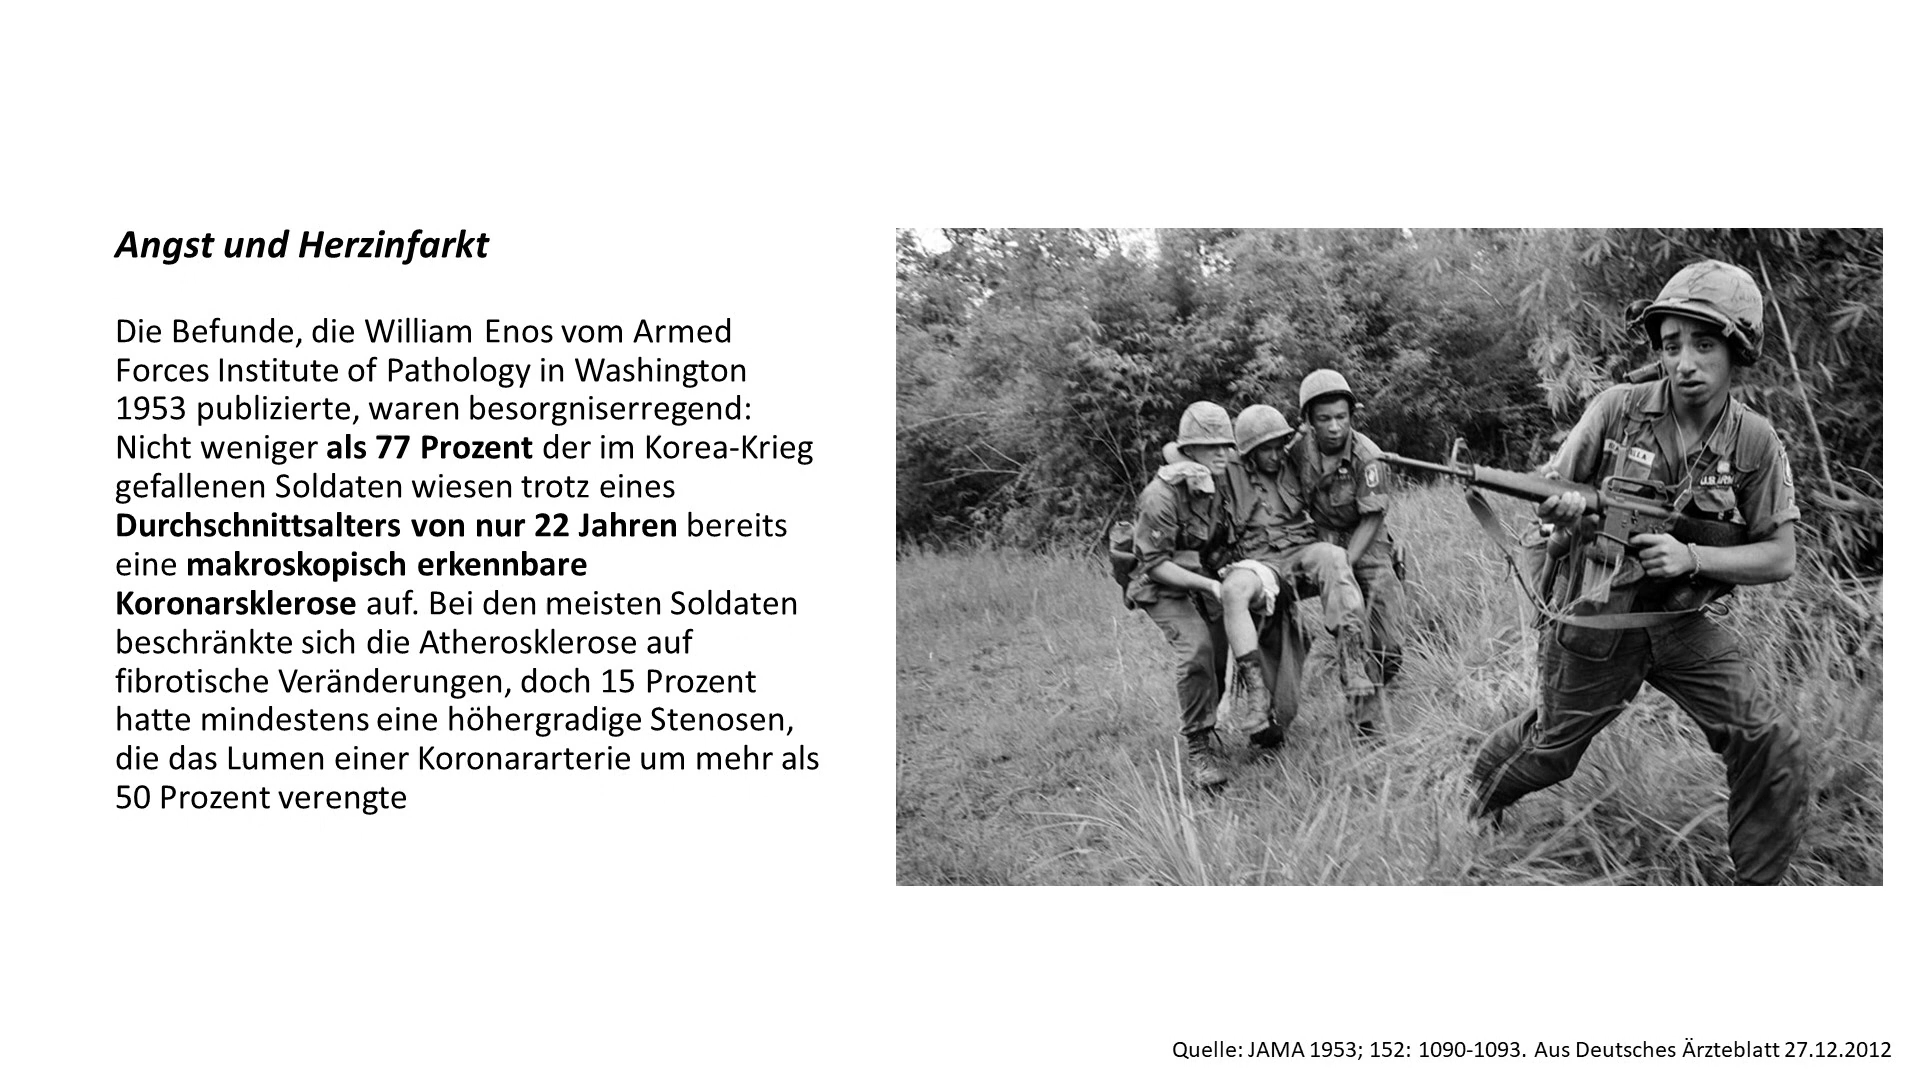 Angst und Herzinfarkt
Die Befunde, die William Enos vom Armed
Forces Institute of Pathology in Washington
1953 publizierte, waren besorgniserregend:
Nicht weniger als 77 Prozent der im Korea-Krieg
gefallenen Soldaten wiesen trotz eines
Durchschnittsalters von nur 22 Jahren bereits
eine makroskopisch erkennbare
Koronarsklerose auf. Bei den meisten Soldaten
beschränkte sich die Atherosklerose auf
fibrotische Veränderungen, doch 15 Prozent
hatte mindestens eine höhergradige Stenosen,
die das Lumen einer Koronararterie um mehr als
50 Prozent verengte
Quelle: JAMA 1953; 152: 1090-1093. Aus Deutsches Ärzteblatt 27.12.2012